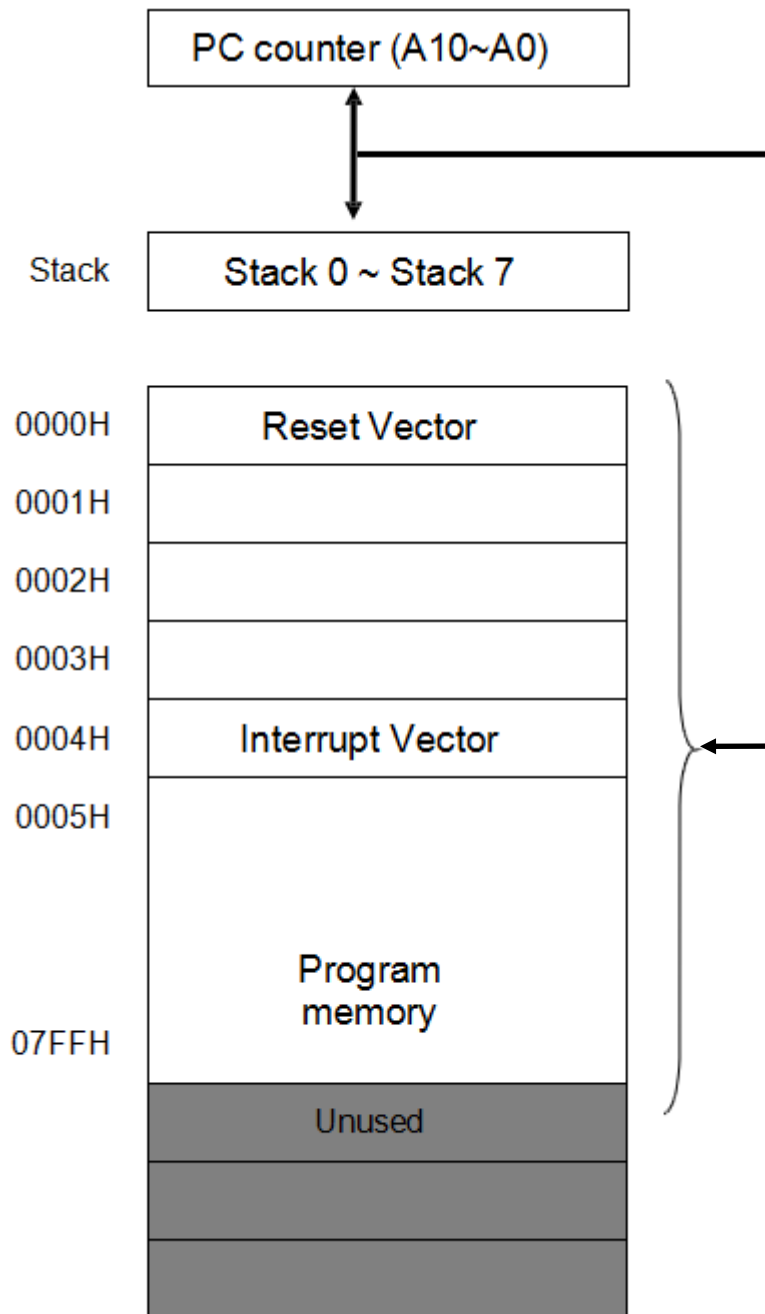 PC counter (A10~A0)
Stack
Stack 0 ~ Stack 7
0000H
Reset Vector
0001H
0002H
0003H
0004H
Interrupt Vector
0005H
Program
memory
07FFH
Unused